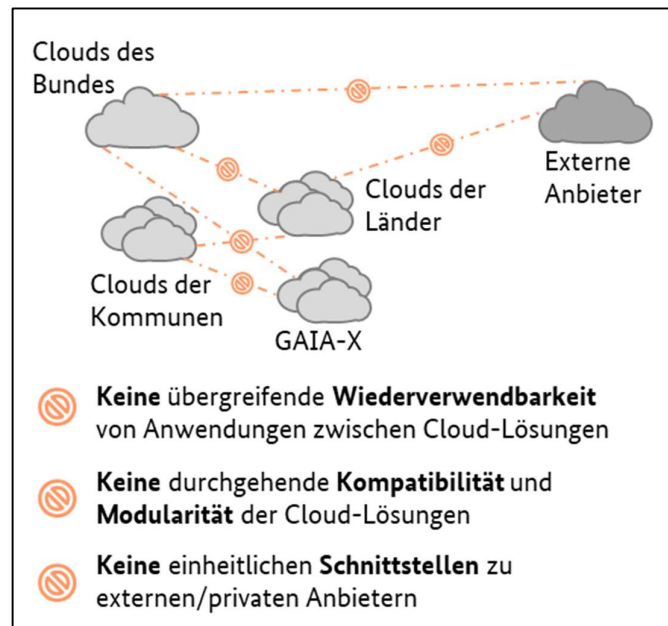 Clouds des
Bundes
Externe
Anbieter
Clouds der
Länder
Clouds der
Kommunen
GAIA-X
Keine übergreifende Wiederverwendbarkeit
von Anwendungen zwischen Cloud-Lösungen
Keine durchgehende Kompatibilität und
Modularität der Cloud-Lösungen
Keine einheitlichen Schnittstellen zu
externen/privaten Anbietern